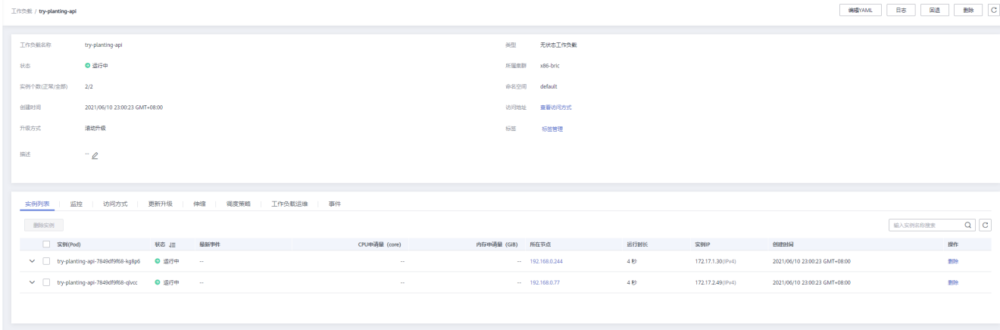 工作负载 / try-planting-api
编辑YAML 日志 回退 删除
工作负载名称 try-planting-api 类型 无状态工作负载
状态 运行中 所属集群 x86-bric
实例个数(正常/全部) 2/2 命名空间 default
创建时间 2021/06/10 23:00:23 GMT+08:00 访问地址 查看访问方式
升级方式 滚动升级 标签 标签管理
描述 --
实例列表 监控 访问方式 更新升级 伸缩 调度策略 工作负载运维 事件
删除实例 输入实例名称搜索
实例(Pod) 状态 最新事件 CPU申请量 (core) 内存申请量 (GiB) 所在节点 运行时长 实例IP 创建时间 操作
try-planting-api-7849df9f68-kg8p6 运行中 -- -- -- 192.168.0.244 4 秒 172.17.1.30(IPv4) 2021/06/10 23:00:23 GMT+08:00 删除
try-planting-api-7849df9f68-qlvcc 运行中 -- -- -- 192.168.0.77 4 秒 172.17.2.49(IPv4) 2021/06/10 23:00:23 GMT+08:00 删除